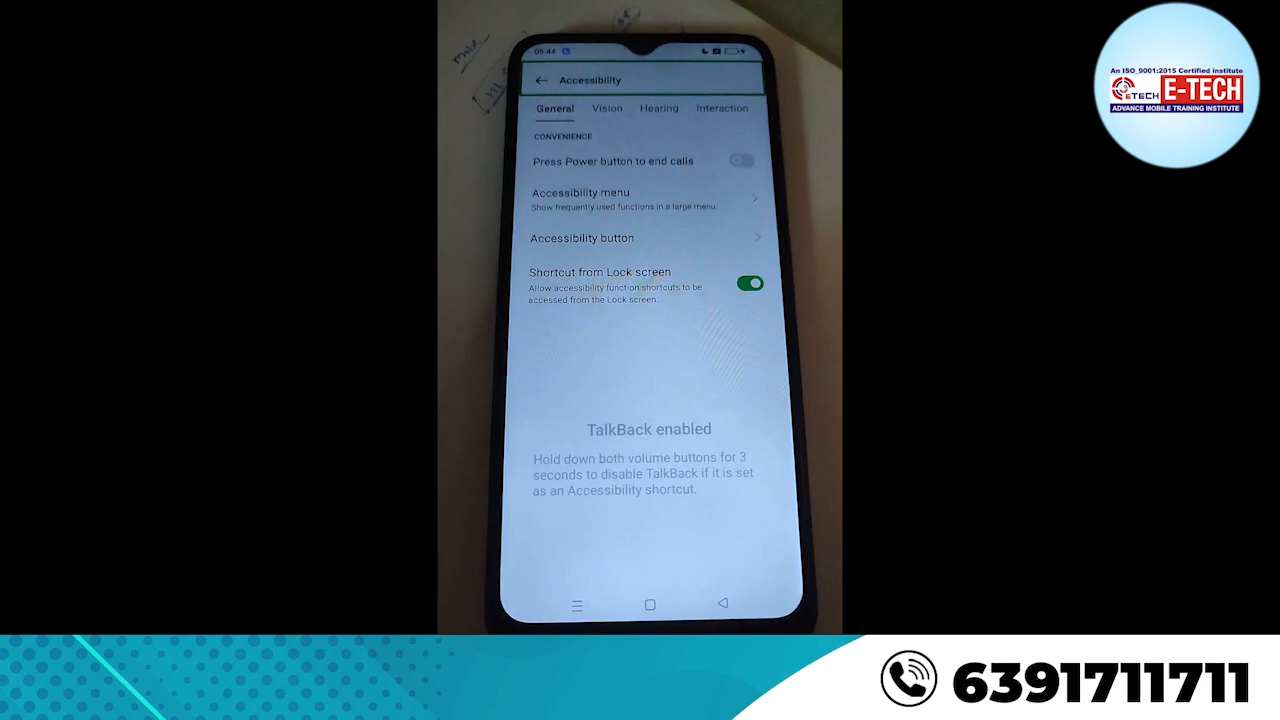 05:44
Accessibility
General Vision Hearing Interaction
CONVENIENCE
Press Power button to end calls
Accessibility menu
Show frequently used functions in a large menu
Accessibility button
Shortcut from Lock screen
Allow accessibility function shortcuts to be
accessed from the Lock screen.
TalkBack enabled
Hold down both volume buttons for 3
seconds to disable TalkBack if it is set
as an Accessibility shortcut.
An ISO_9001:2015 Certified institute
ETECH E-TECH
ADVANCE MOBILE TRAINING INSTITUTE
6391711711